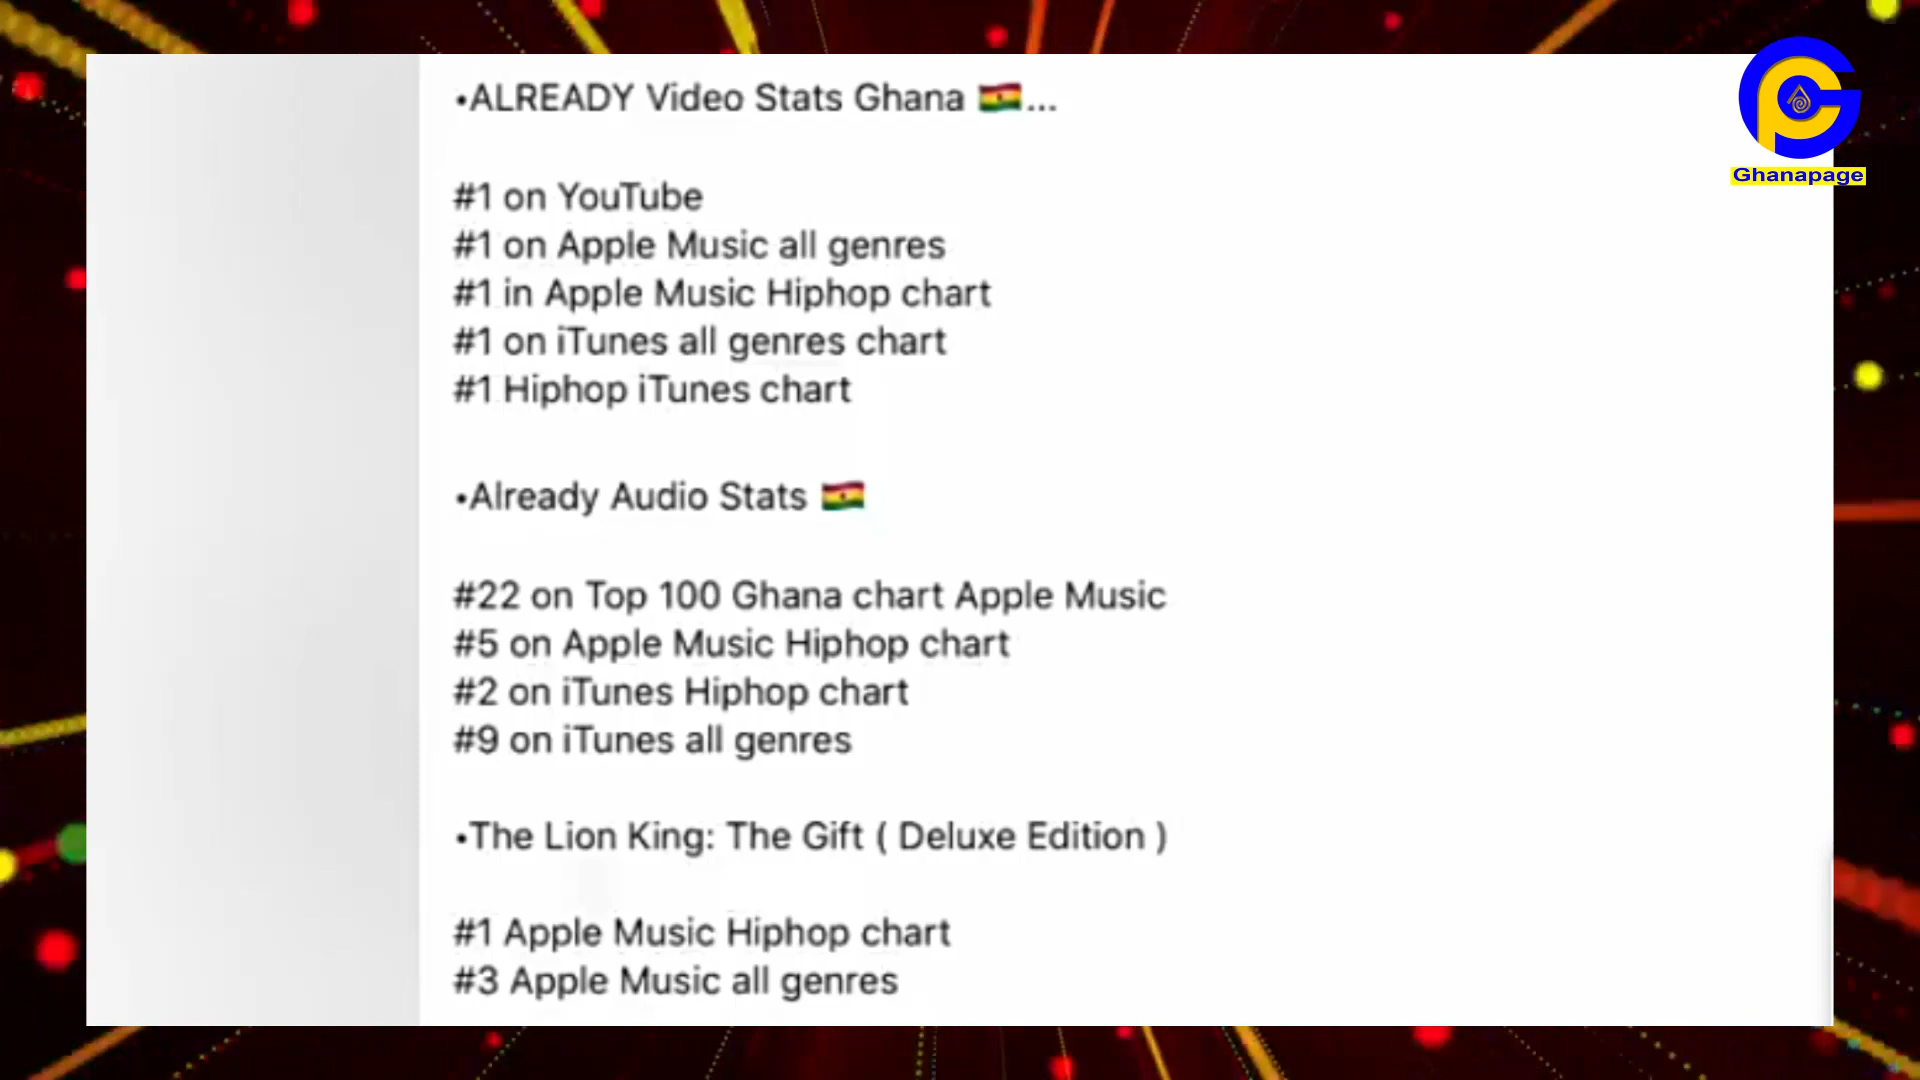 •ALREADY Video Stats Ghana 🇬🇭...
#1 on YouTube
#1 on Apple Music all genres
#1 in Apple Music Hiphop chart
#1 on iTunes all genres chart
#1 Hiphop iTunes chart
•Already Audio Stats 🇬🇭
#22 on Top 100 Ghana chart Apple Music
#5 on Apple Music Hiphop chart
#2 on iTunes Hiphop chart
#9 on iTunes all genres
•The Lion King: The Gift ( Deluxe Edition )
#1 Apple Music Hiphop chart
#3 Apple Music all genres
Ghanapage